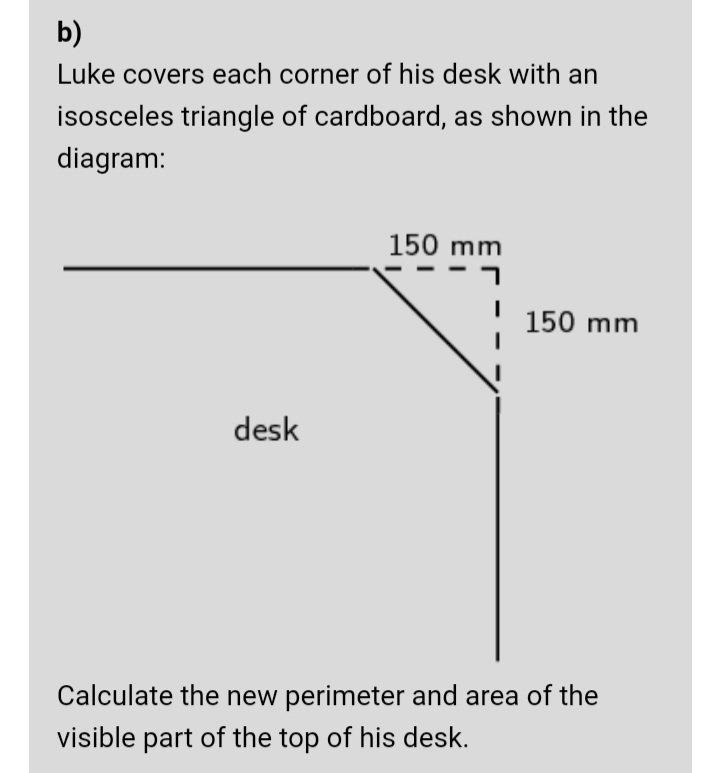 b)
Luke covers each corner of his desk with an
isosceles triangle of cardboard, as shown in the
diagram:
150 mm
150 mm
desk
Calculate the new perimeter and area of the
visible part of the top of his desk.